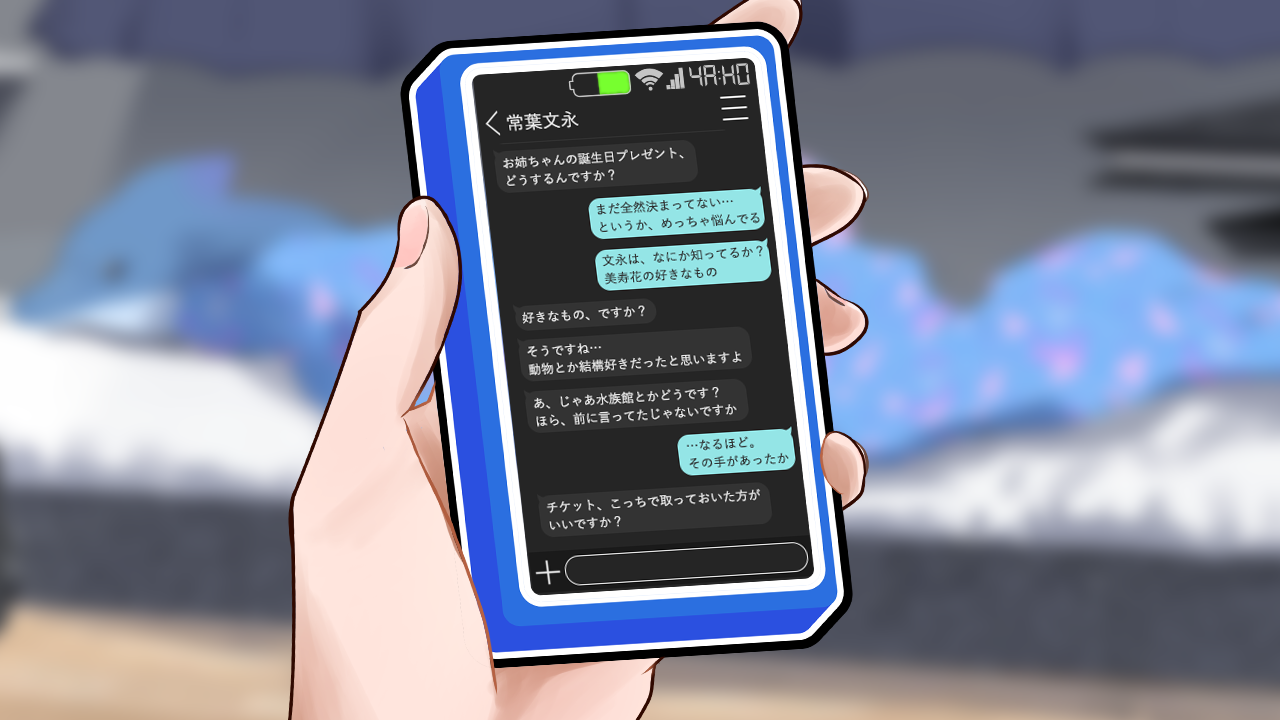 4A:H0
常葉文永
お姉ちゃんの誕生日プレゼント、
どうするんですか？
まだ全然決まってない…
というか、めっちゃ悩んでる
文永は、なにか知ってるか？
美寿花の好きなもの
好きなもの、ですか？
そうですね…
動物とか結構好きだったと思いますよ
あ、じゃあ水族館とかどうです？
ほら、前に言ってたじゃないですか
…なるほど。
その手があったか
チケット、こっちで取っておいた方が
いいですか？